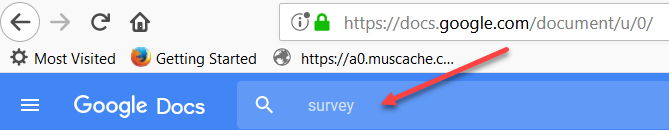 https://docs.google.com/document/u/0/
Most Visited Getting Started https://a0.muscache.c...
Google Docs survey